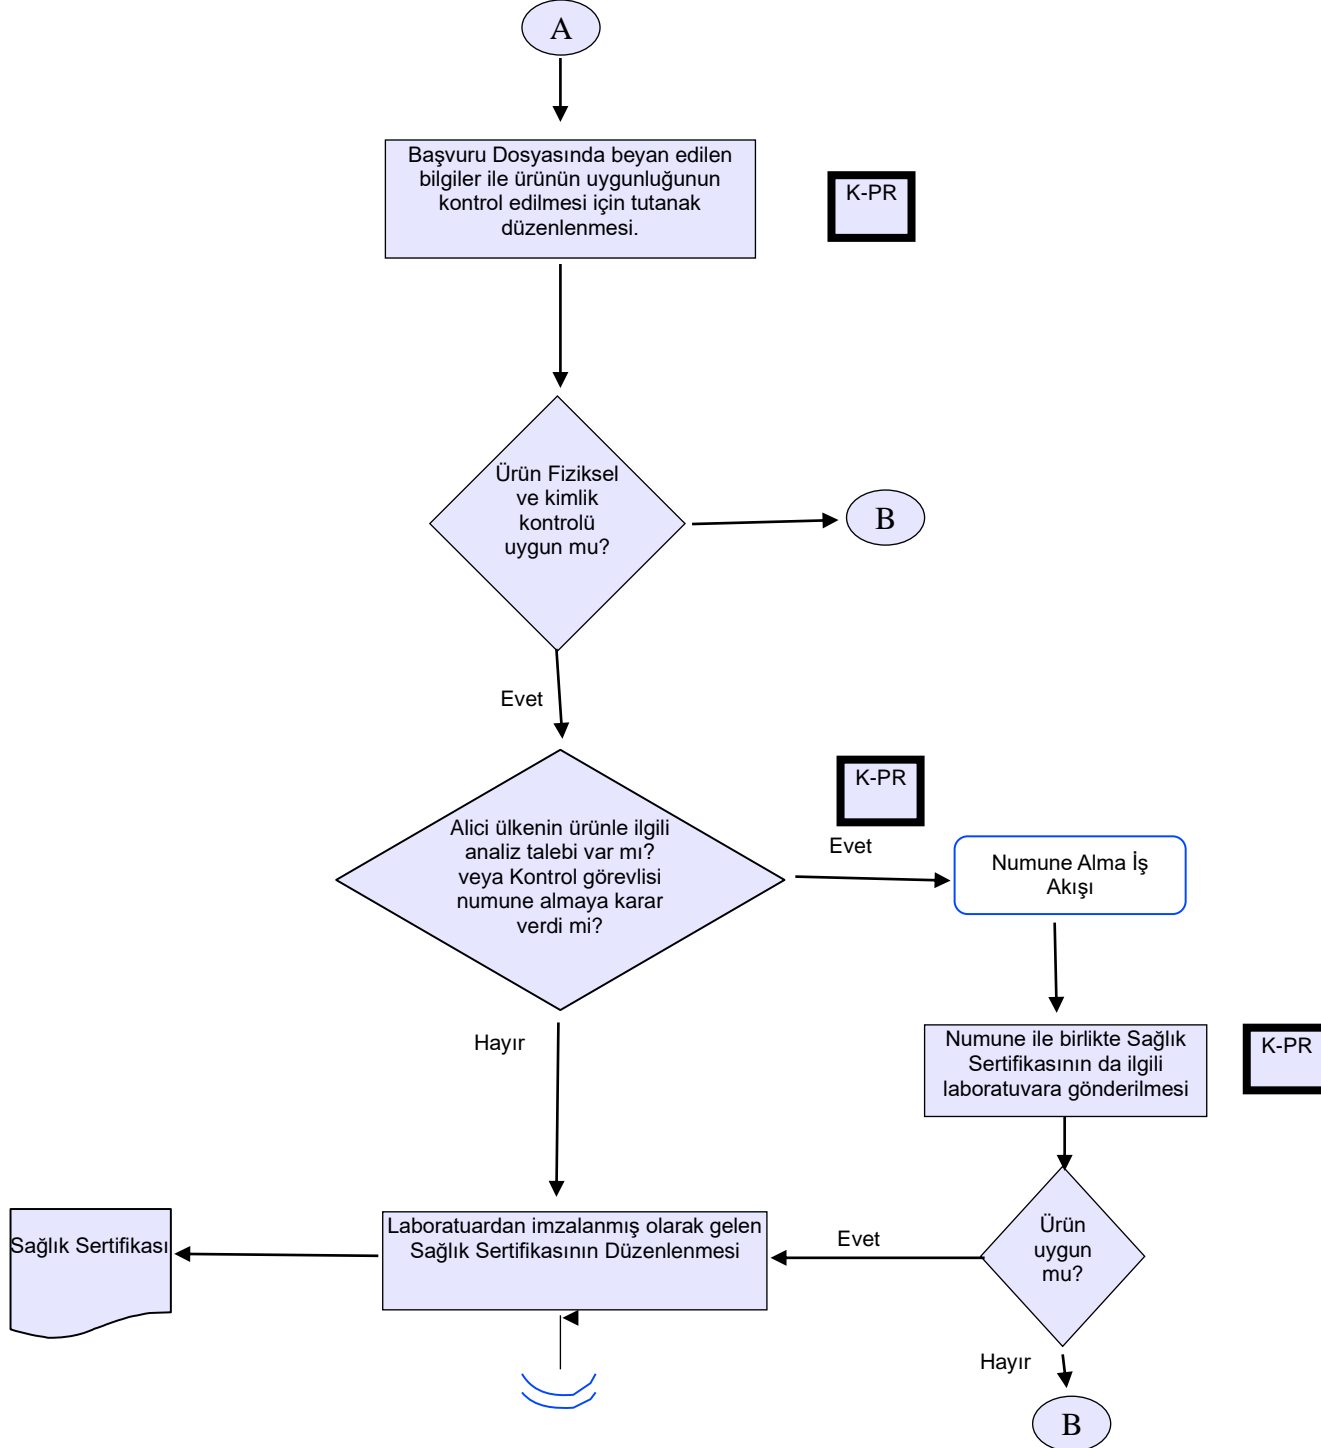 A
Başvuru Dosyasında beyan edilen
bilgiler ile ürünün uygunluğunun
kontrol edilmesi için tutanak
düzenlenmesi.
K-PR
Ürün Fiziksel
ve kimlik
kontrolü
uygun mu?
B
Evet
K-PR
Alici ülkenin ürünle ilgili
analiz talebi var mı?
veya Kontrol görevlisi
numune almaya karar
verdi mi?
Evet
Numune Alma İş
Akışı
Hayır
Numune ile birlikte Sağlık
Sertifikasının da ilgili
laboratuvara gönderilmesi
K-PR
Sağlık Sertifikası
Laboratuardan imzalanmış olarak gelen
Sağlık Sertifikasının Düzenlenmesi
Evet
Ürün
uygun
mu?
Hayır
B